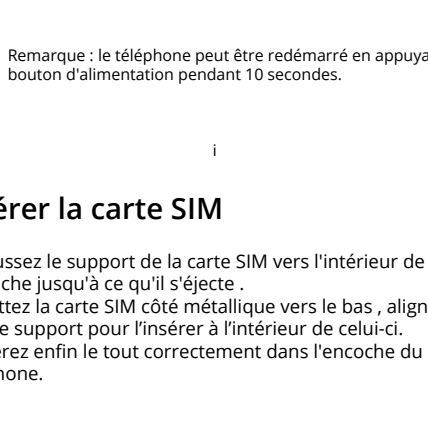 Remarque : le téléphone peut être redémarré en appuya
bouton d'alimentation pendant 10 secondes.
i
érer la carte SIM
ussez le support de la carte SIM vers l'intérieur de
che jusqu'à ce qu'il s'éjecte .
ttez la carte SIM côté métallique vers le bas , align
e support pour l’insérer à l’intérieur de celui-ci.
érez enfin le tout correctement dans l'encoche du
hone.